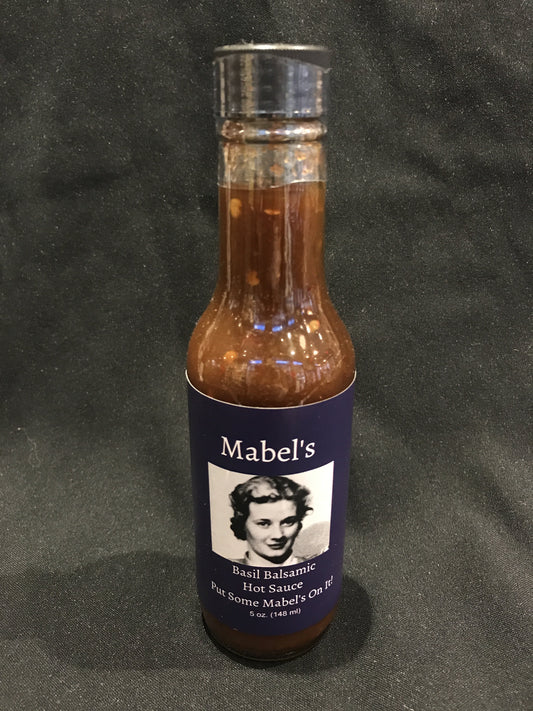 Mabel's
Basil Balsamic
Hot Sauce
Put Some Mabel's On It!
5 oz. (148 ml)